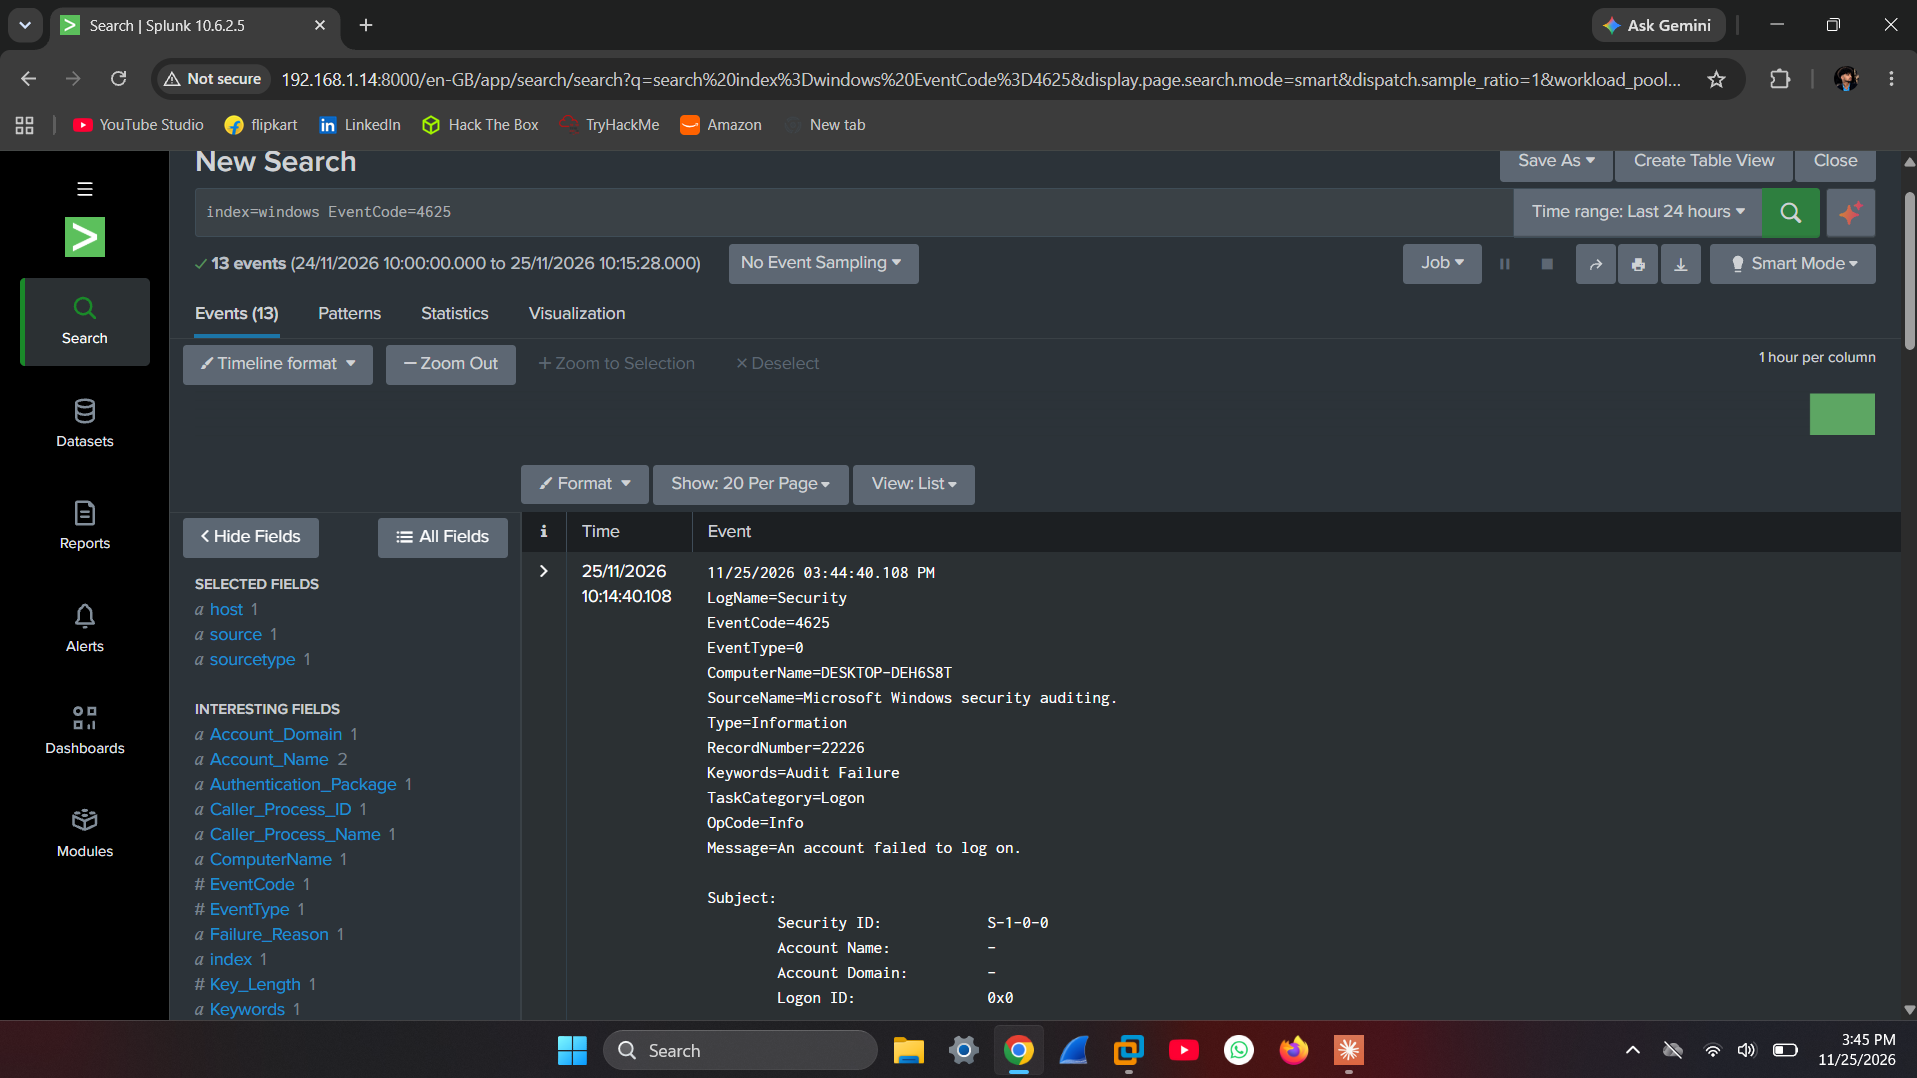 Search | Splunk 10.6.2.5
Ask Gemini
Not secure
192.168.1.14:8000/en-GB/app/search/search?q=search%20index%3Dwindows%20EventCode%3D4625&display.page.search.mode=smart&dispatch.sample_ratio=1&workload_pool...
YouTube Studio
flipkart
LinkedIn
Hack The Box
TryHackMe
Amazon
New tab
New Search
Save As
Create Table View
Close
index=windows EventCode=4625
Time range: Last 24 hours
13 events (24/11/2026 10:00:00.000 to 25/11/2026 10:15:28.000)
No Event Sampling
Job
Smart Mode
Search
Datasets
Reports
Alerts
Dashboards
Modules
Events (13)
Patterns
Statistics
Visualization
Timeline format
— Zoom Out
+ Zoom to Selection
× Deselect
1 hour per column
Format
Show: 20 Per Page
View: List
< Hide Fields
All Fields
SELECTED FIELDS
a host 1
a source 1
a sourcetype 1
INTERESTING FIELDS
a Account_Domain 1
a Account_Name 2
a Authentication_Package 1
a Caller_Process_ID 1
a Caller_Process_Name 1
a ComputerName 1
# EventCode 1
# EventType 1
a Failure_Reason 1
a index 1
# Key_Length 1
a Keywords 1
i
Time
Event
25/11/2026
10:14:40.108
11/25/2026 03:44:40.108 PM
LogName=Security
EventCode=4625
EventType=0
ComputerName=DESKTOP-DEH6S8T
SourceName=Microsoft Windows security auditing.
Type=Information
RecordNumber=22226
Keywords=Audit Failure
TaskCategory=Logon
OpCode=Info
Message=An account failed to log on.
Subject:
Security ID: S-1-0-0
Account Name: -
Account Domain: -
Logon ID: 0x0
Search
3:45 PM
11/25/2026